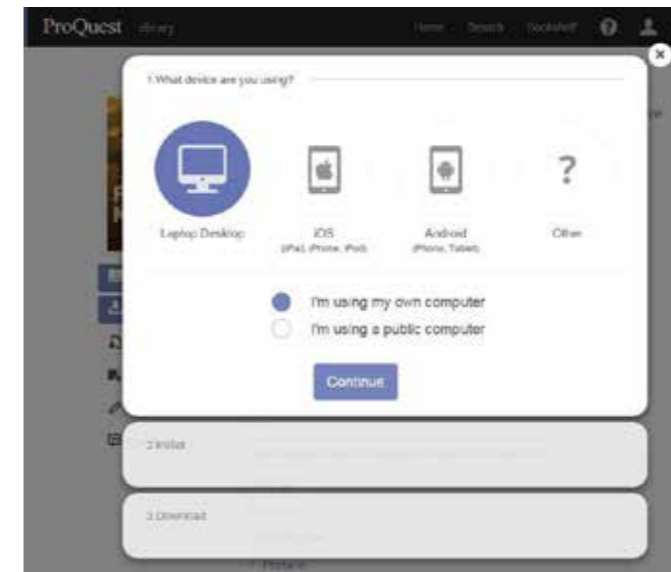 ProQuest
Home Search Bookshelf
1.What device are you using?
Laptop Desktop
iOS
(iPad, iPhone, iPod)
Android
(Phone, Tablet)
Other
I'm using my own computer
I'm using a public computer
Continue
2.Install
3.Download
Preface